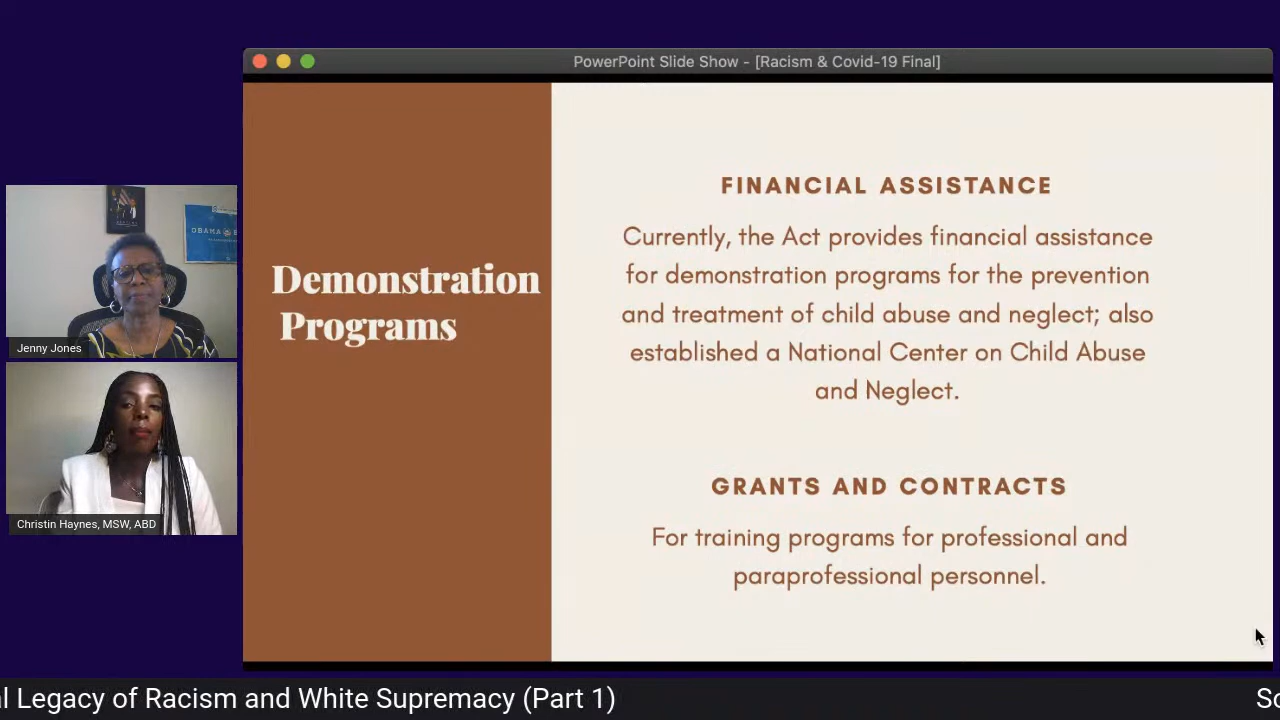 PowerPoint Slide Show - [Racism & Covid-19 Final]
Demonstration
Programs
FINANCIAL ASSISTANCE
Currently, the Act provides financial assistance
for demonstration programs for the prevention
and treatment of child abuse and neglect; also
established a National Center on Child Abuse
and Neglect.
GRANTS AND CONTRACTS
For training programs for professional and
paraprofessional personnel.
OBAMA
Jenny Jones
Christin Haynes, MSW, ABD
al Legacy of Racism and White Supremacy (Part 1)